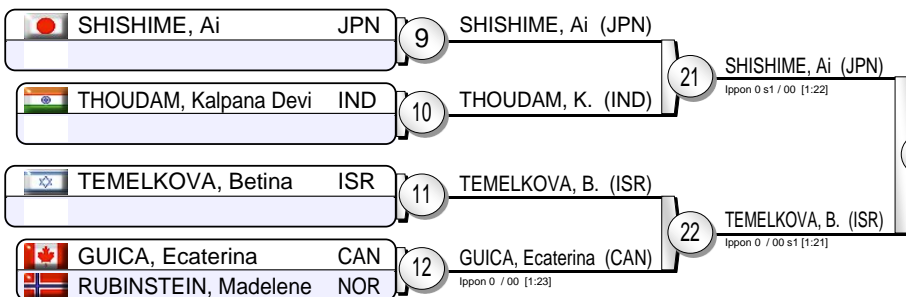 SHISHIME, Ai JPN
9
SHISHIME, Ai (JPN)
21
SHISHIME, Ai (JPN)
Ippon 0 s1 / 00 [1:22]
THOUDAM, Kalpana Devi IND
10
THOUDAM, K. (IND)
TEMELKOVA, Betina ISR
11
TEMELKOVA, B. (ISR)
22
TEMELKOVA, B. (ISR)
Ippon 0 / 00 s1 [1:21]
GUICA, Ecaterina CAN
12
GUICA, Ecaterina (CAN)
Ippon 0 / 00 [1:23]
RUBINSTEIN, Madelene NOR